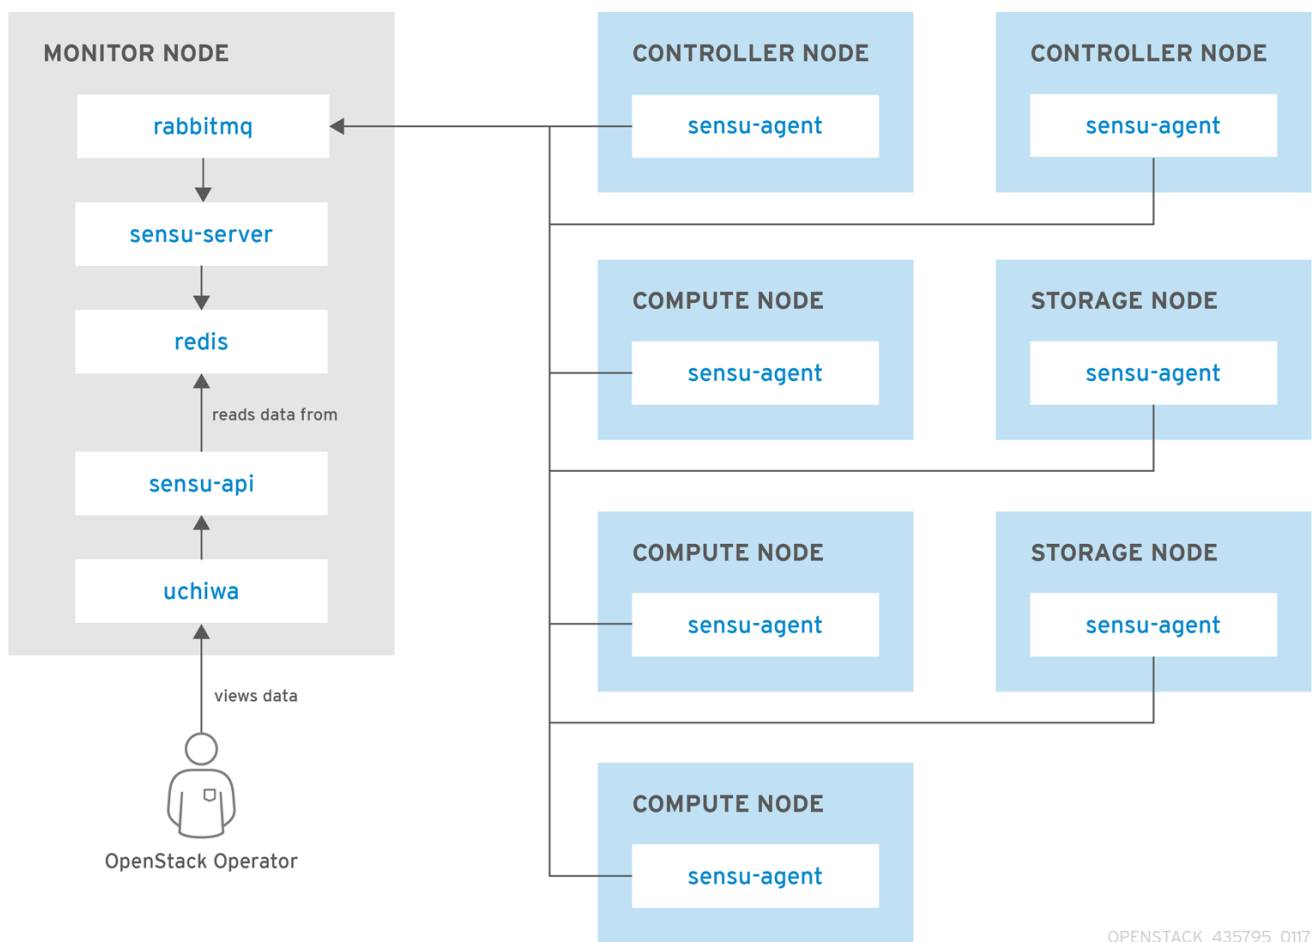 MONITOR NODE
rabbitmq
sensu-server
redis
reads data from
sensu-api
uchiwa
views data
OpenStack Operator
CONTROLLER NODE
sensu-agent
CONTROLLER NODE
sensu-agent
COMPUTE NODE
sensu-agent
STORAGE NODE
sensu-agent
COMPUTE NODE
sensu-agent
STORAGE NODE
sensu-agent
COMPUTE NODE
sensu-agent
OPENSTACK_435795_0117